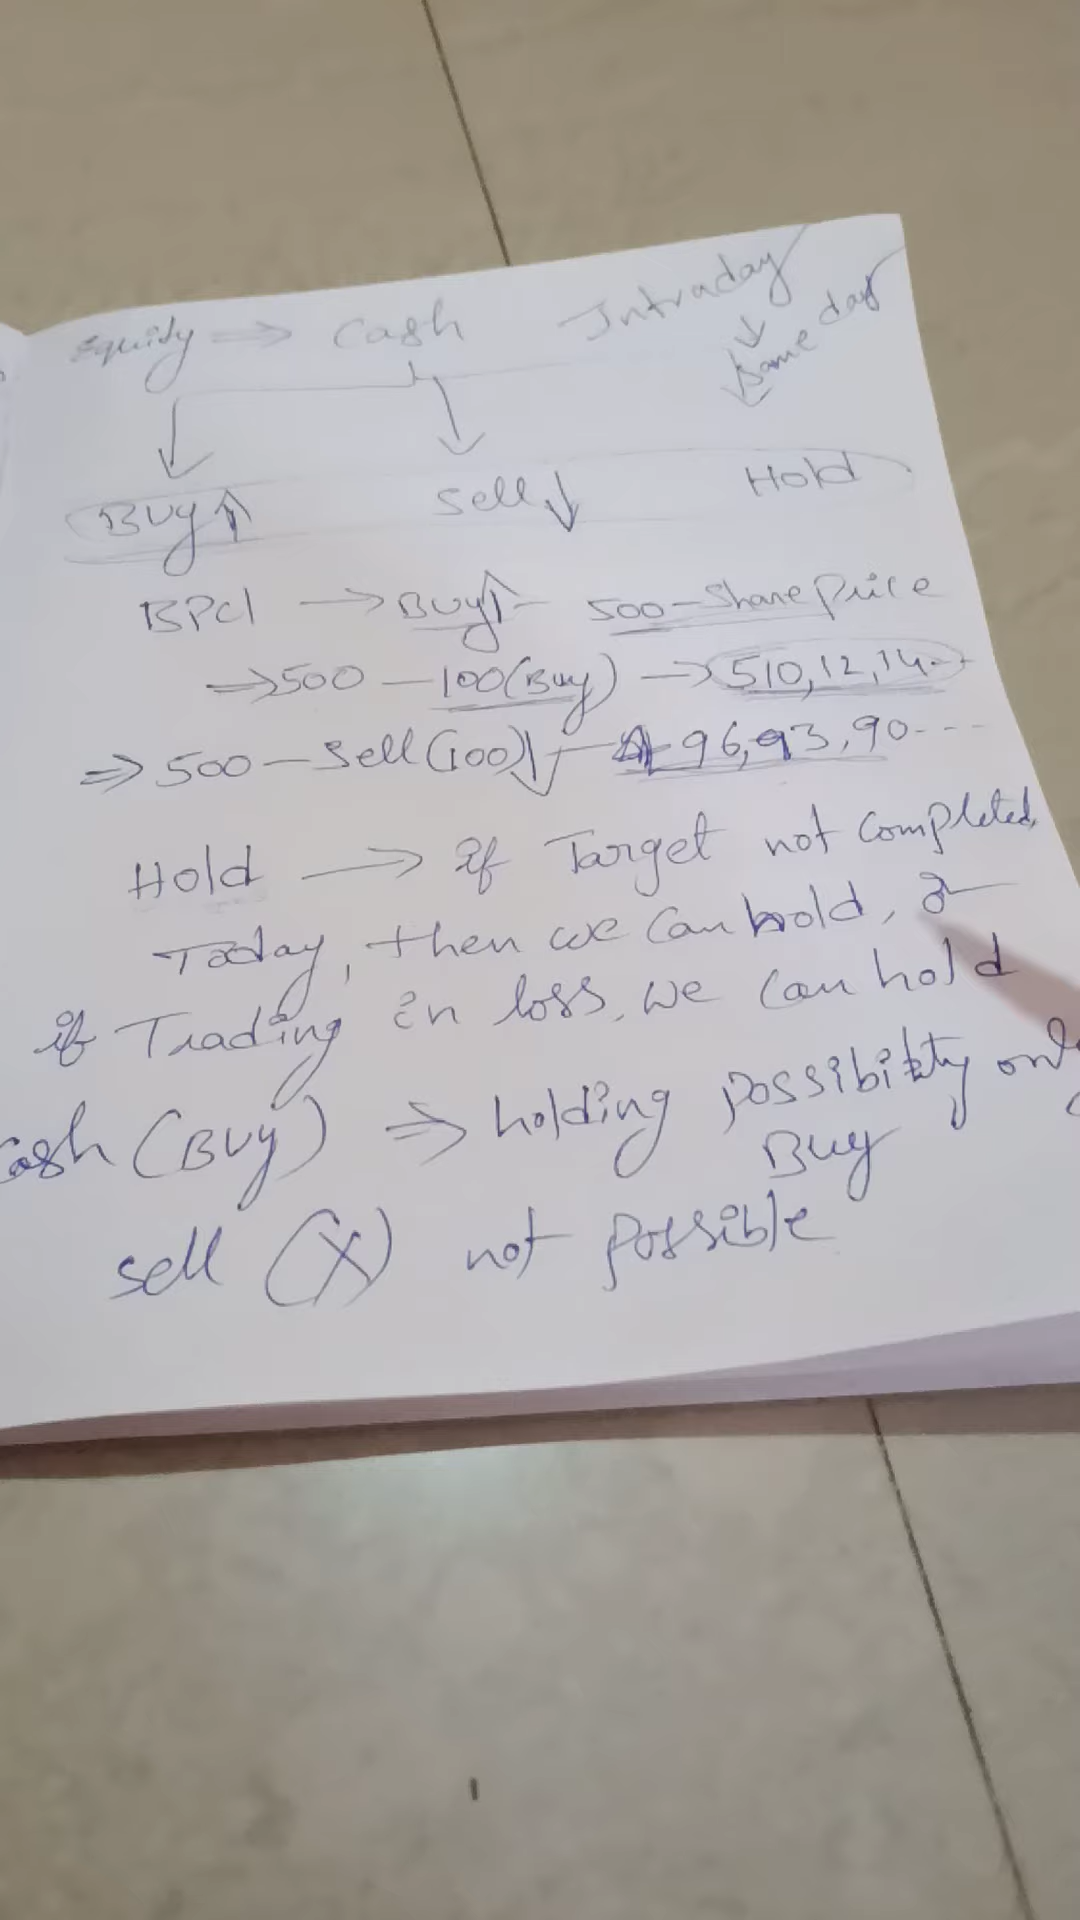 Equity => Cash Intraday
↓
Same day
Buy↑ Sell↓ Hold
BPCl → Buy↑ - 500 - Share Price
⇒ 500 - 100 (Buy) → 510, 12, 14..
⇒ 500 - Sell (100)↓ - 96, 93, 90 ...
Hold → if Target not completed,
Today, then we can hold, or
if Trading in loss, we can hold
Cash (Buy) ⇒ holding possibility only
Buy
sell (X) not possible